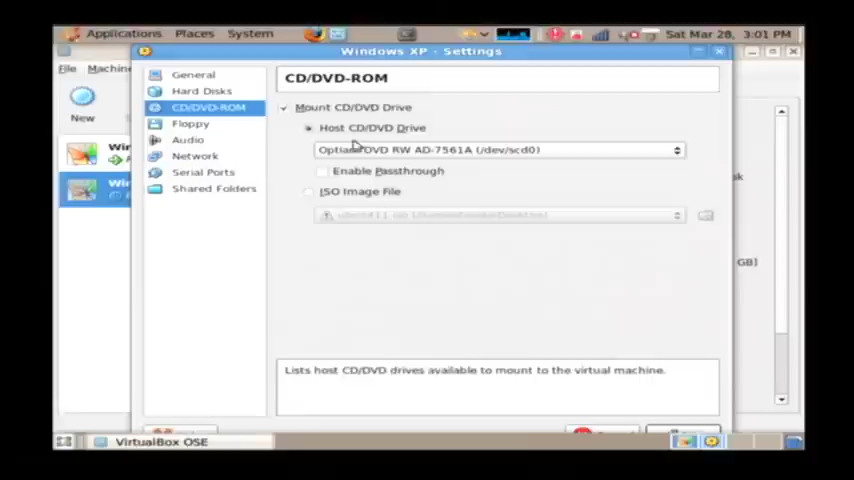 Applications Places System Sat Mar 28, 3:01 PM
Windows XP - Settings
File Machine
New
General
Hard Disks
CD/DVD-ROM
Floppy
Audio
Network
Serial Ports
Shared Folders
CD/DVD-ROM
Mount CD/DVD Drive
Host CD/DVD Drive
DVD RW AD-7561A (/dev/scd0)
Enable Passthrough
ISO Image File
GB]
Lists host CD/DVD drives available to mount to the virtual machine.
VirtualBox OSE